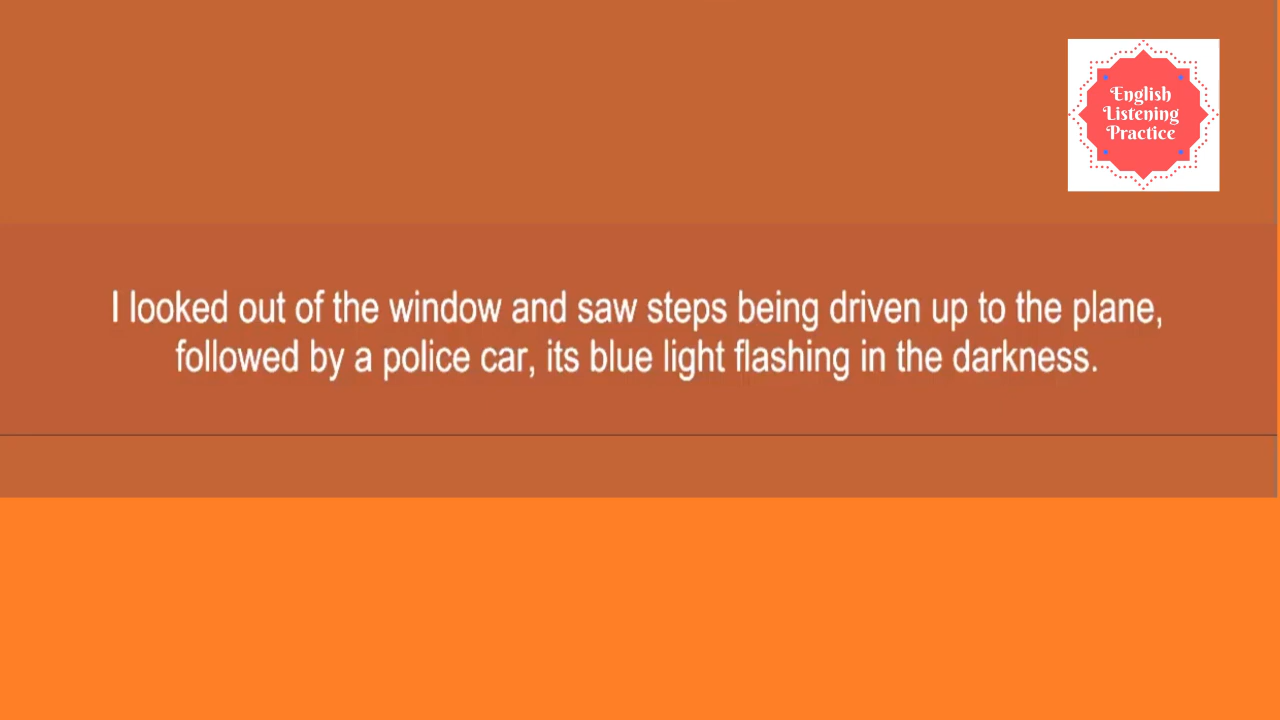 English
Listening
Practice
I looked out of the window and saw steps being driven up to the plane,
followed by a police car, its blue light flashing in the darkness.